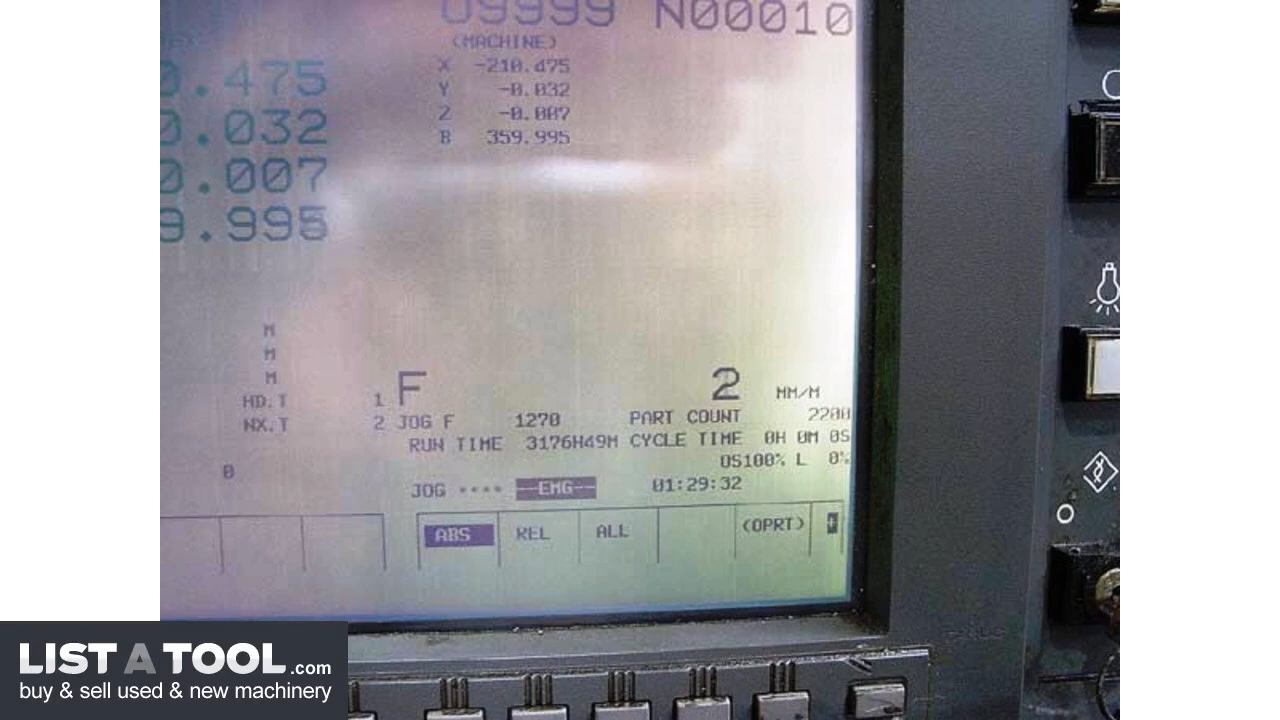 O9999 N00010
(MACHINE)
X -210.475
Y -0.032
Z -0.007
B 359.995
0.475
0.032
0.007
9.995
M
M
M
HD.T 1
NX.T 2
F 2 MM/M
JOG F 1270 PART COUNT 2200
RUN TIME 3176H49M CYCLE TIME 0H 0M 0S
0
OS100% L 0%
JOG **** --EMG-- 01:29:32
ABS REL ALL (OPRT) +
LIST A TOOL.com
buy & sell used & new machinery